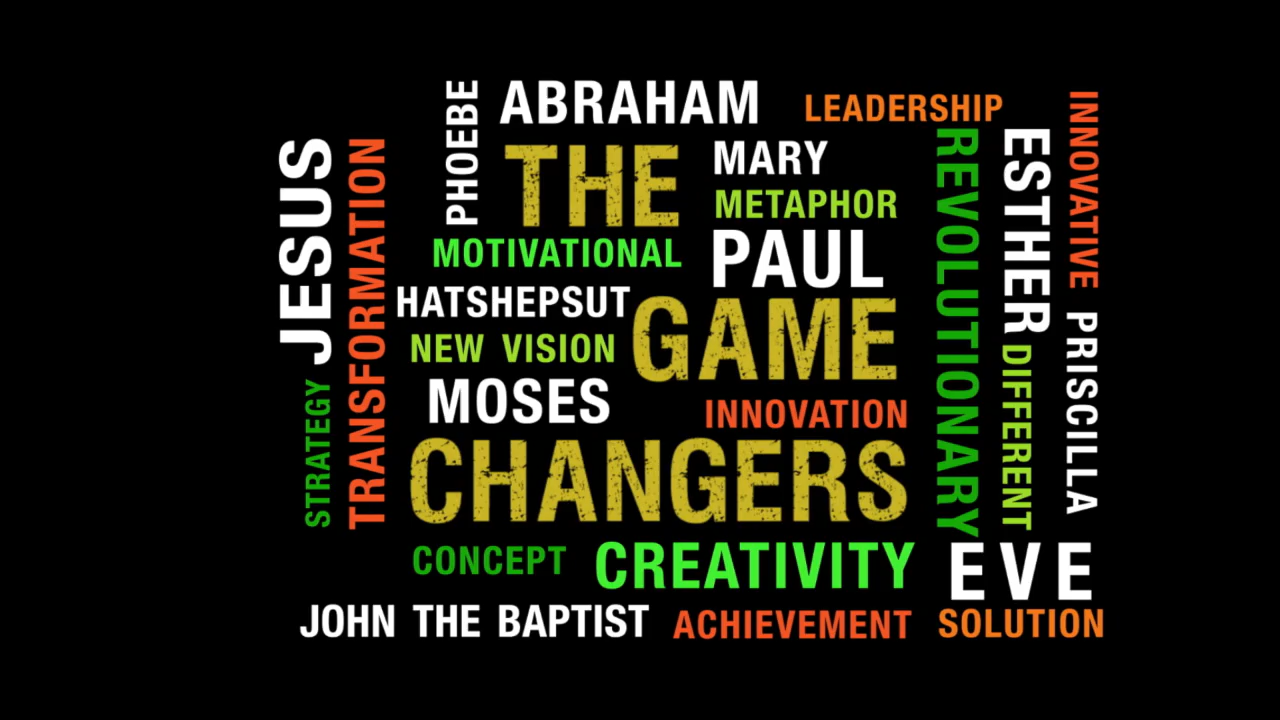 JESUS
STRATEGY
TRANSFORMATION
PHOEBE
ABRAHAM
LEADERSHIP
THE
MARY
METAPHOR
MOTIVATIONAL
PAUL
HATSHEPSUT
GAME
NEW VISION
MOSES
INNOVATION
CHANGERS
CONCEPT
CREATIVITY
JOHN THE BAPTIST
ACHIEVEMENT
REVOLUTIONARY
ESTHER
DIFFERENT
INNOVATIVE
PRISCILLA
EVE
SOLUTION